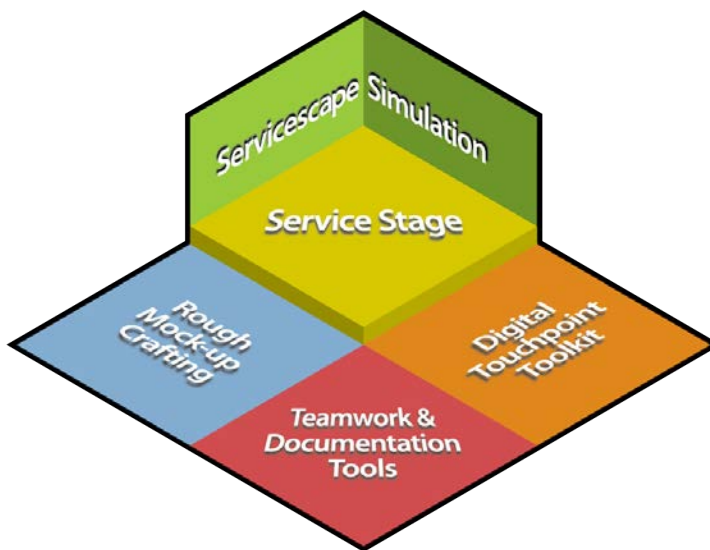 Servicescape
Simulation
Service Stage
Rough
Mock-up
Crafting
Digital
Touchpoint
Toolkit
Teamwork &
Documentation
Tools